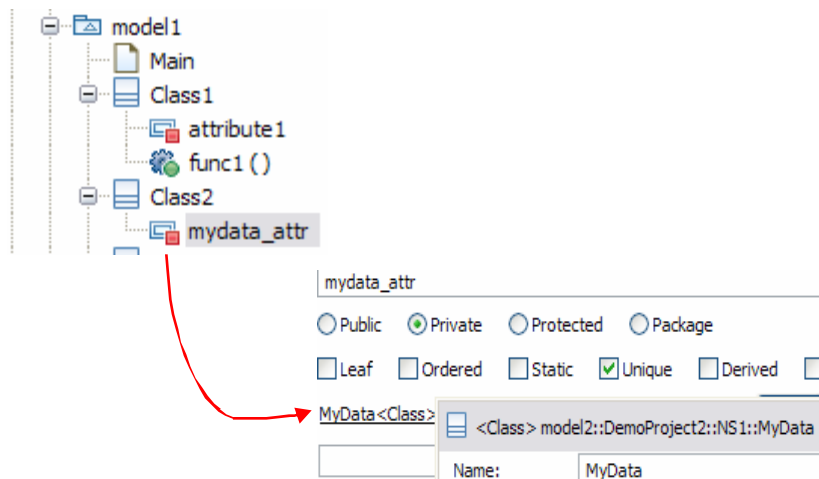 model1
Main
Class1
attribute1
func1 ()
Class2
mydata_attr
mydata_attr
Public Private Protected Package
Leaf Ordered Static Unique Derived
MyData<Class>
<Class> model2::DemoProject2::NS1::MyData
Name: MyData